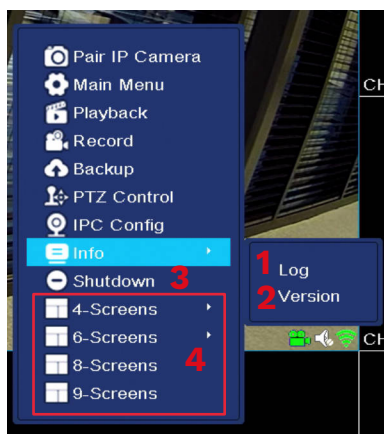 Pair IP Camera
Main Menu
CH
Playback
Record
Backup
PTZ Control
IPC Config
Info
1 Log
Shutdown 3
2 Version
4-Screens
6-Screens 4
CH
8-Screens
9-Screens